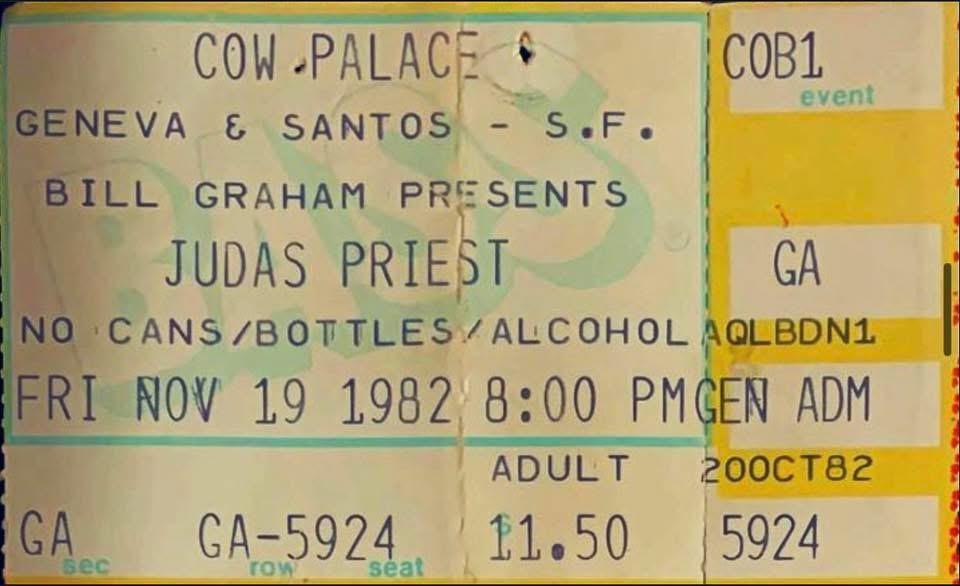 COW PALACE COB1
event
GENEVA & SANTOS - S.F.
BILL GRAHAM PRESENTS
JUDAS PRIEST GA
NO CANS/BOTTLES/ALCOHOL AQLBDN1
FRI NOV 19 1982 8:00 PM GEN ADM
ADULT 20OCT82
GA GA-5924 $11.50 5924
sec row seat
BASS